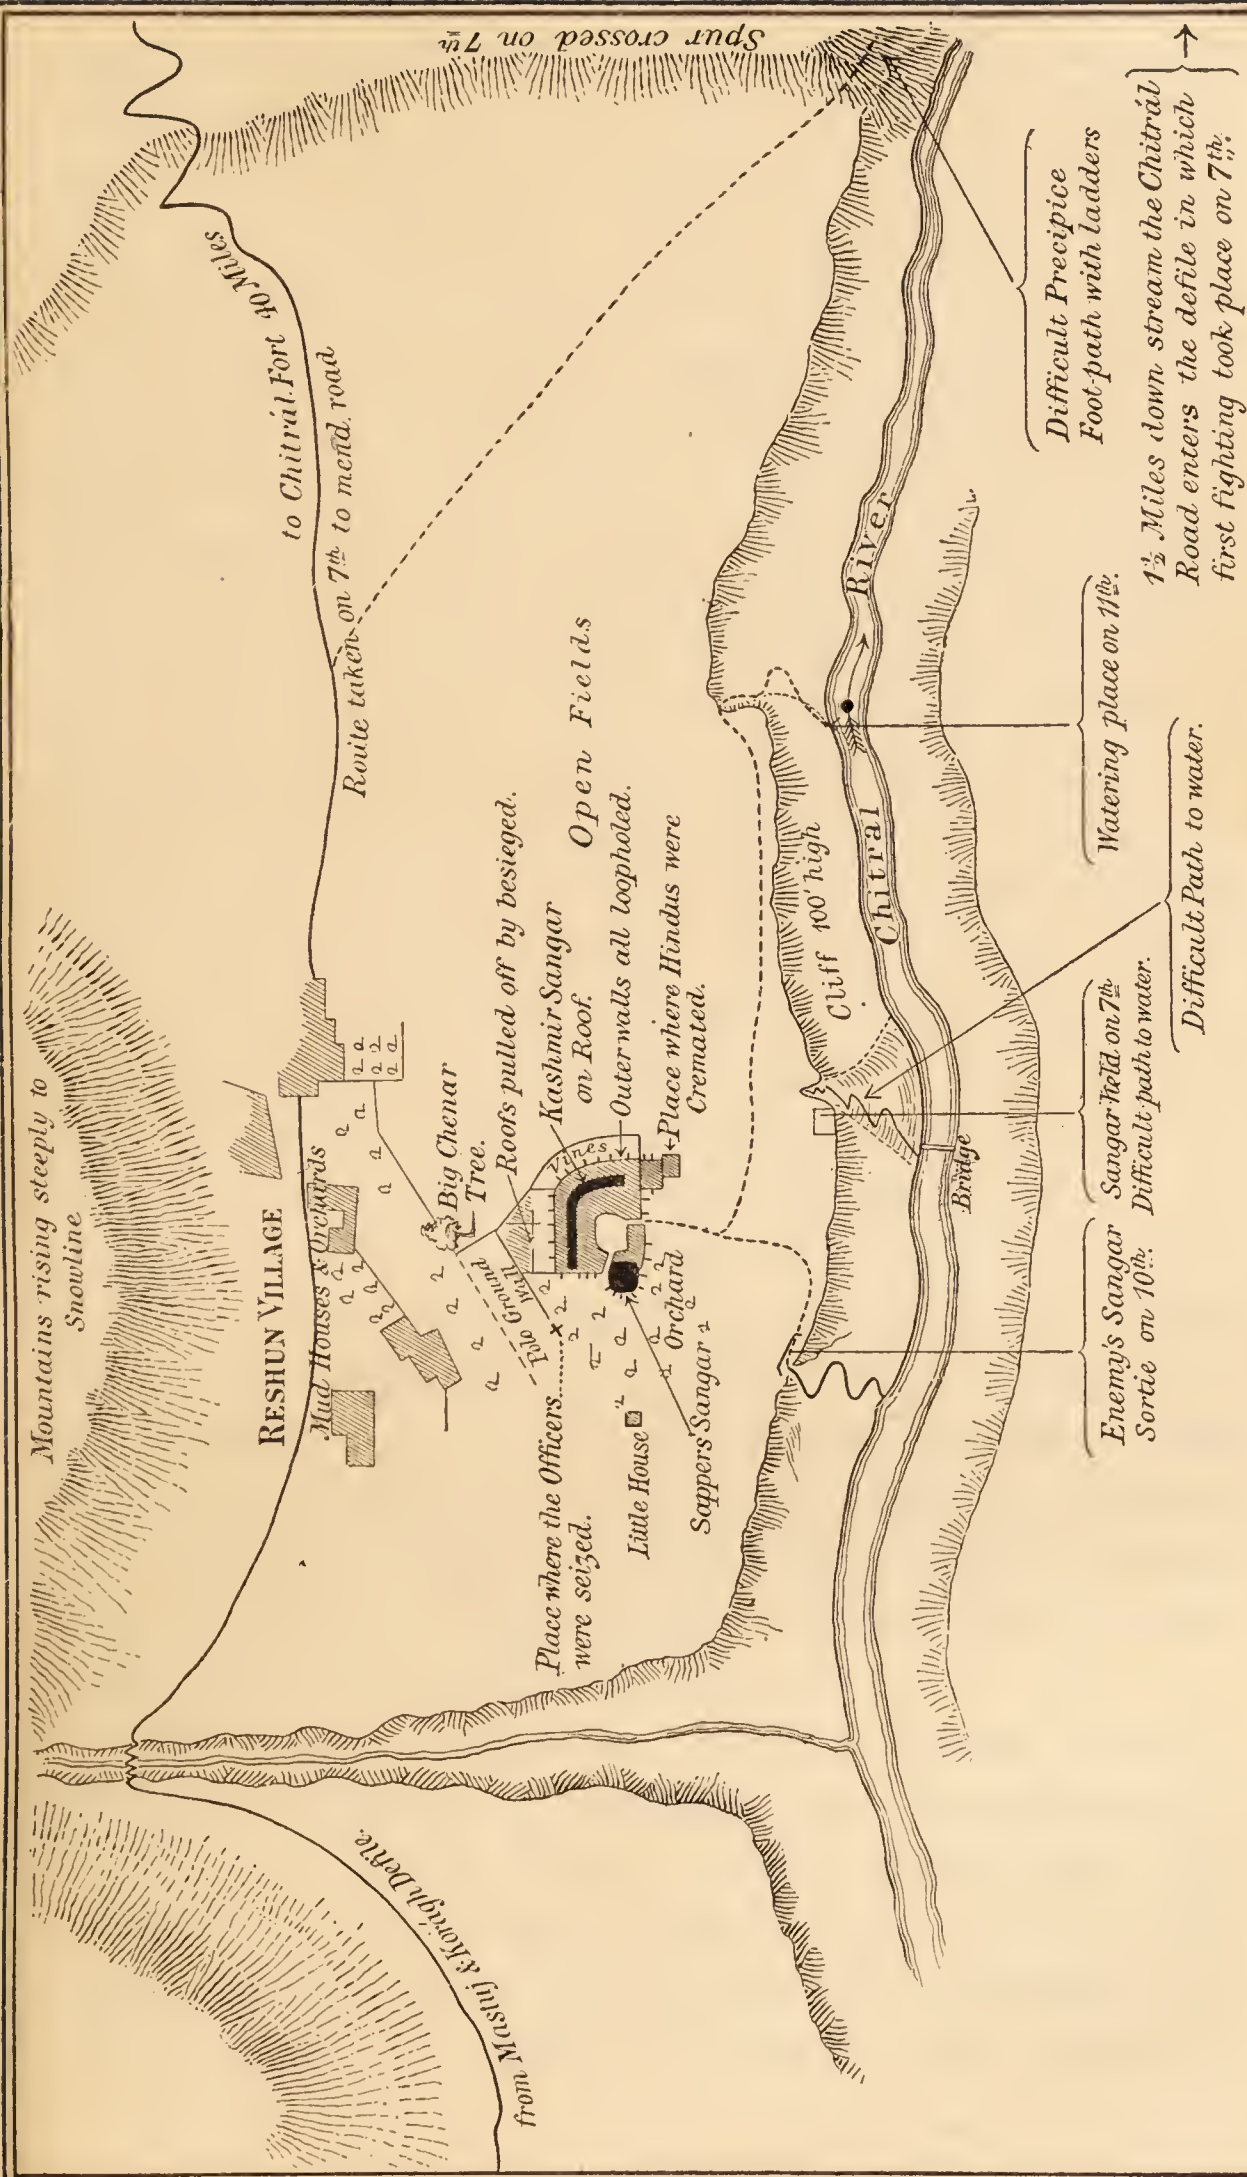 Mountains rising steeply to
Snowline
from Mastuj & Korágh Defile.
RESHUN VILLAGE
Mud Houses & Orchards
to Chitrál Fort 40 Miles
Route taken on 7th to mend road
Spur crossed on 7th
Big Chenar
Tree.
Polo Ground
Wall
Roofs pulled off by besieged.
Kashmir Sangar
on Roof.
Open Fields
Outerwalls all loopholed.
Vines
Place where Hindus were
Cremated.
Place where the Officers
were seized.
Little House
Orchard
Sappers' Sangar
Cliff 100' high
Chitral River
Bridge
Enemy's Sangar
Sortie on 10th.
Sangar held on 7th
Difficult path to water.
Difficult Path to water.
Watering place on 11th.
Difficult Precipice
Foot-path with ladders
1½ Miles down stream the Chitrál
Road enters the defile in which
first fighting took place on 7th.